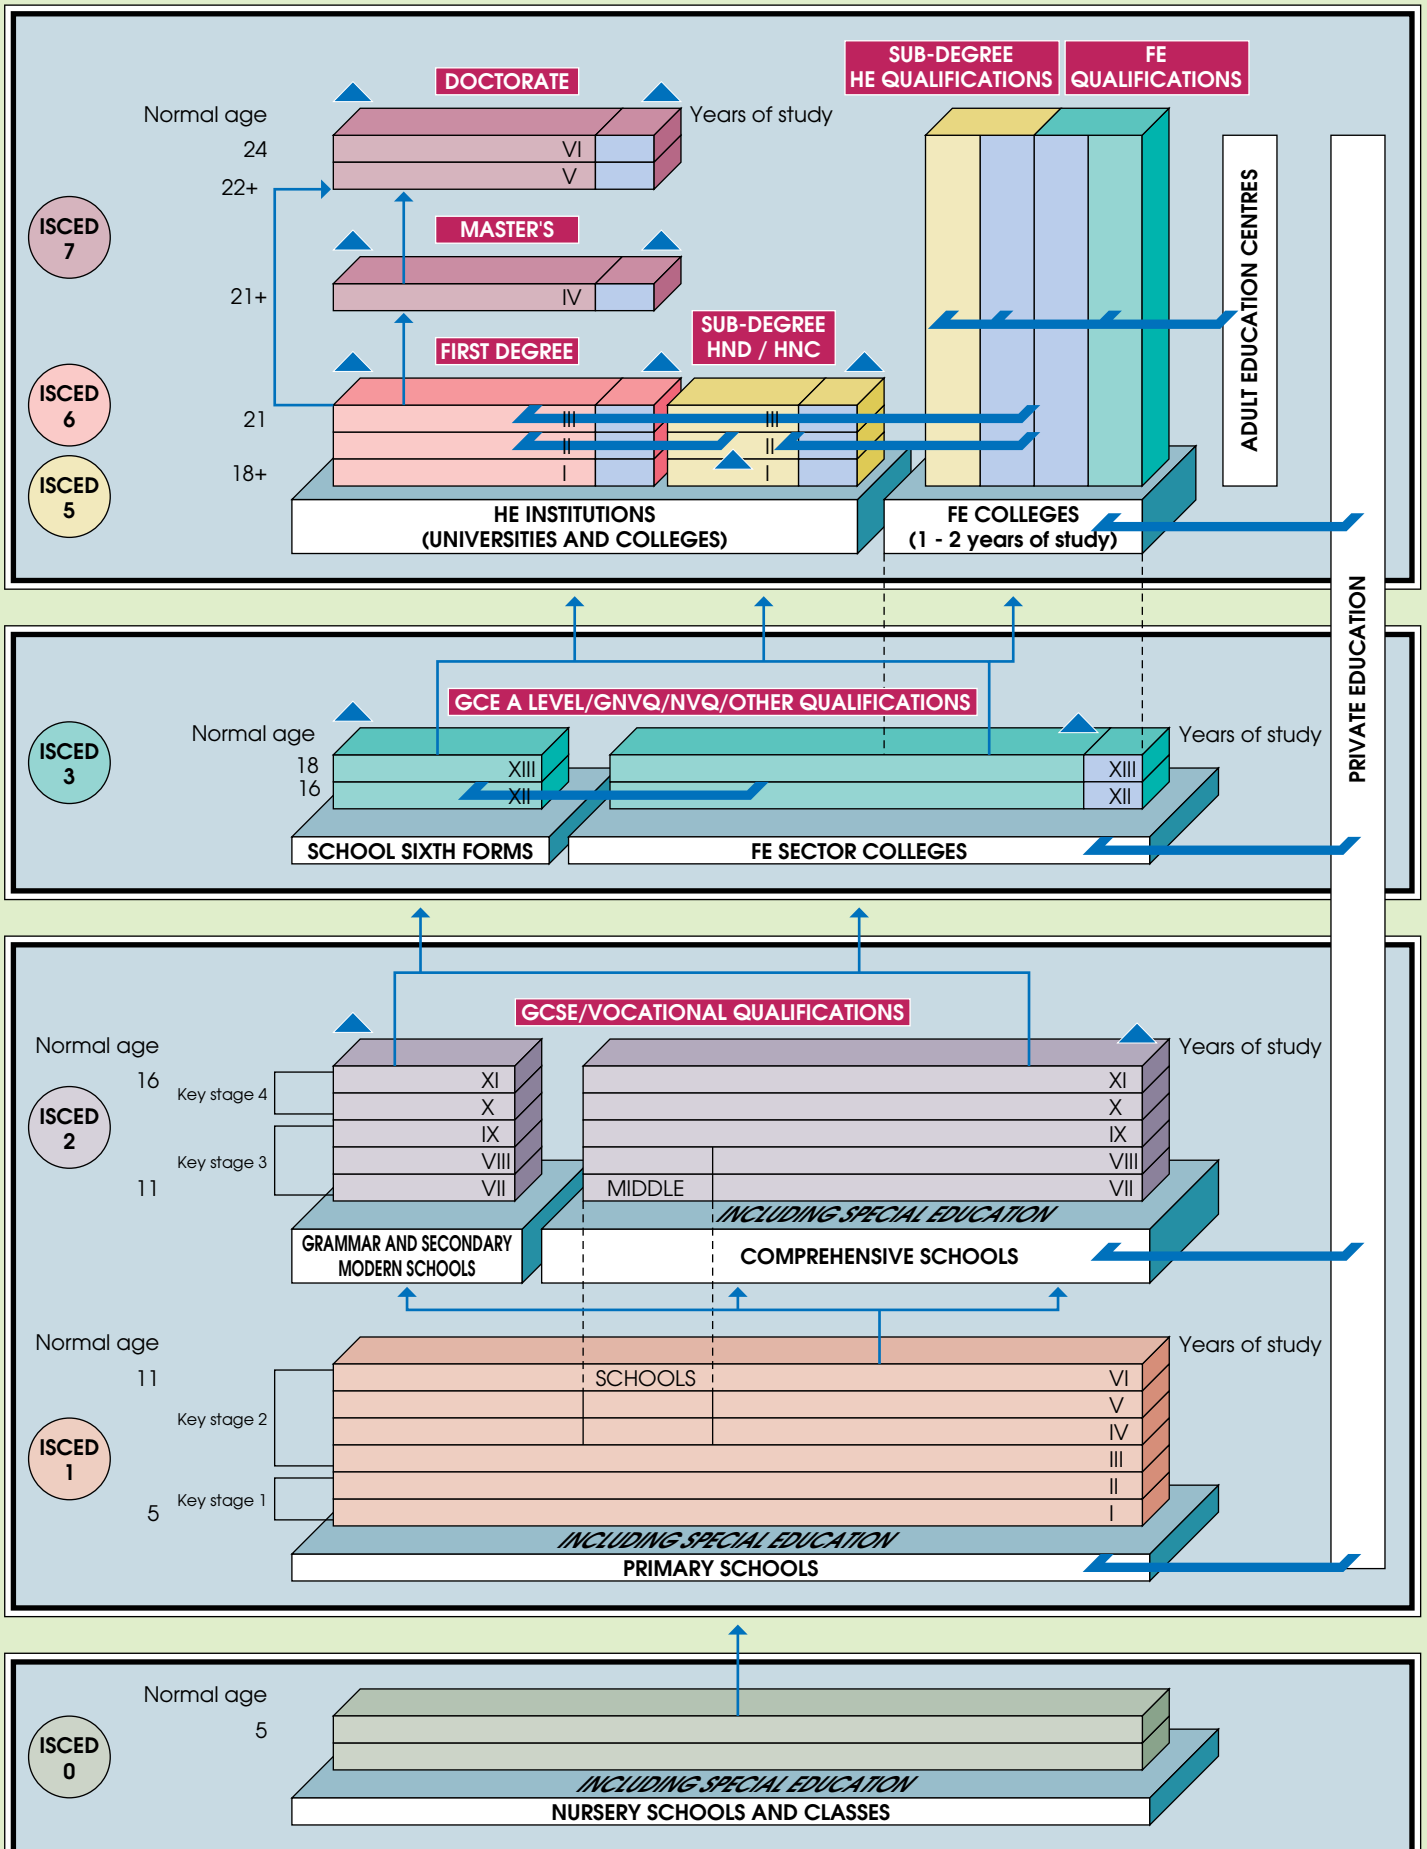 SUB-DEGREE
HE QUALIFICATIONS
FE
QUALIFICATIONS
DOCTORATE
Normal age
Years of study
24
VI
V
22+
ISCED
7
MASTER'S
21+
IV
SUB-DEGREE
HND / HNC
FIRST DEGREE
ISCED
6
21
III
III
II
II
18+
I
I
ISCED
5
HE INSTITUTIONS
(UNIVERSITIES AND COLLEGES)
FE COLLEGES
(1 - 2 years of study)
ADULT EDUCATION CENTRES
PRIVATE EDUCATION
GCE A LEVEL/GNVQ/NVQ/OTHER QUALIFICATIONS
Normal age
Years of study
ISCED
3
18
XIII
XIII
16
XII
XII
SCHOOL SIXTH FORMS
FE SECTOR COLLEGES
GCSE/VOCATIONAL QUALIFICATIONS
Normal age
Years of study
16
Key stage 4
XI
XI
X
X
ISCED
2
IX
IX
Key stage 3
VIII
VIII
11
VII
MIDDLE
VII
INCLUDING SPECIAL EDUCATION
GRAMMAR AND SECONDARY
MODERN SCHOOLS
COMPREHENSIVE SCHOOLS
Normal age
Years of study
11
SCHOOLS
VI
V
Key stage 2
IV
ISCED
1
III
II
Key stage 1
5
I
INCLUDING SPECIAL EDUCATION
PRIMARY SCHOOLS
Normal age
5
ISCED
0
INCLUDING SPECIAL EDUCATION
NURSERY SCHOOLS AND CLASSES